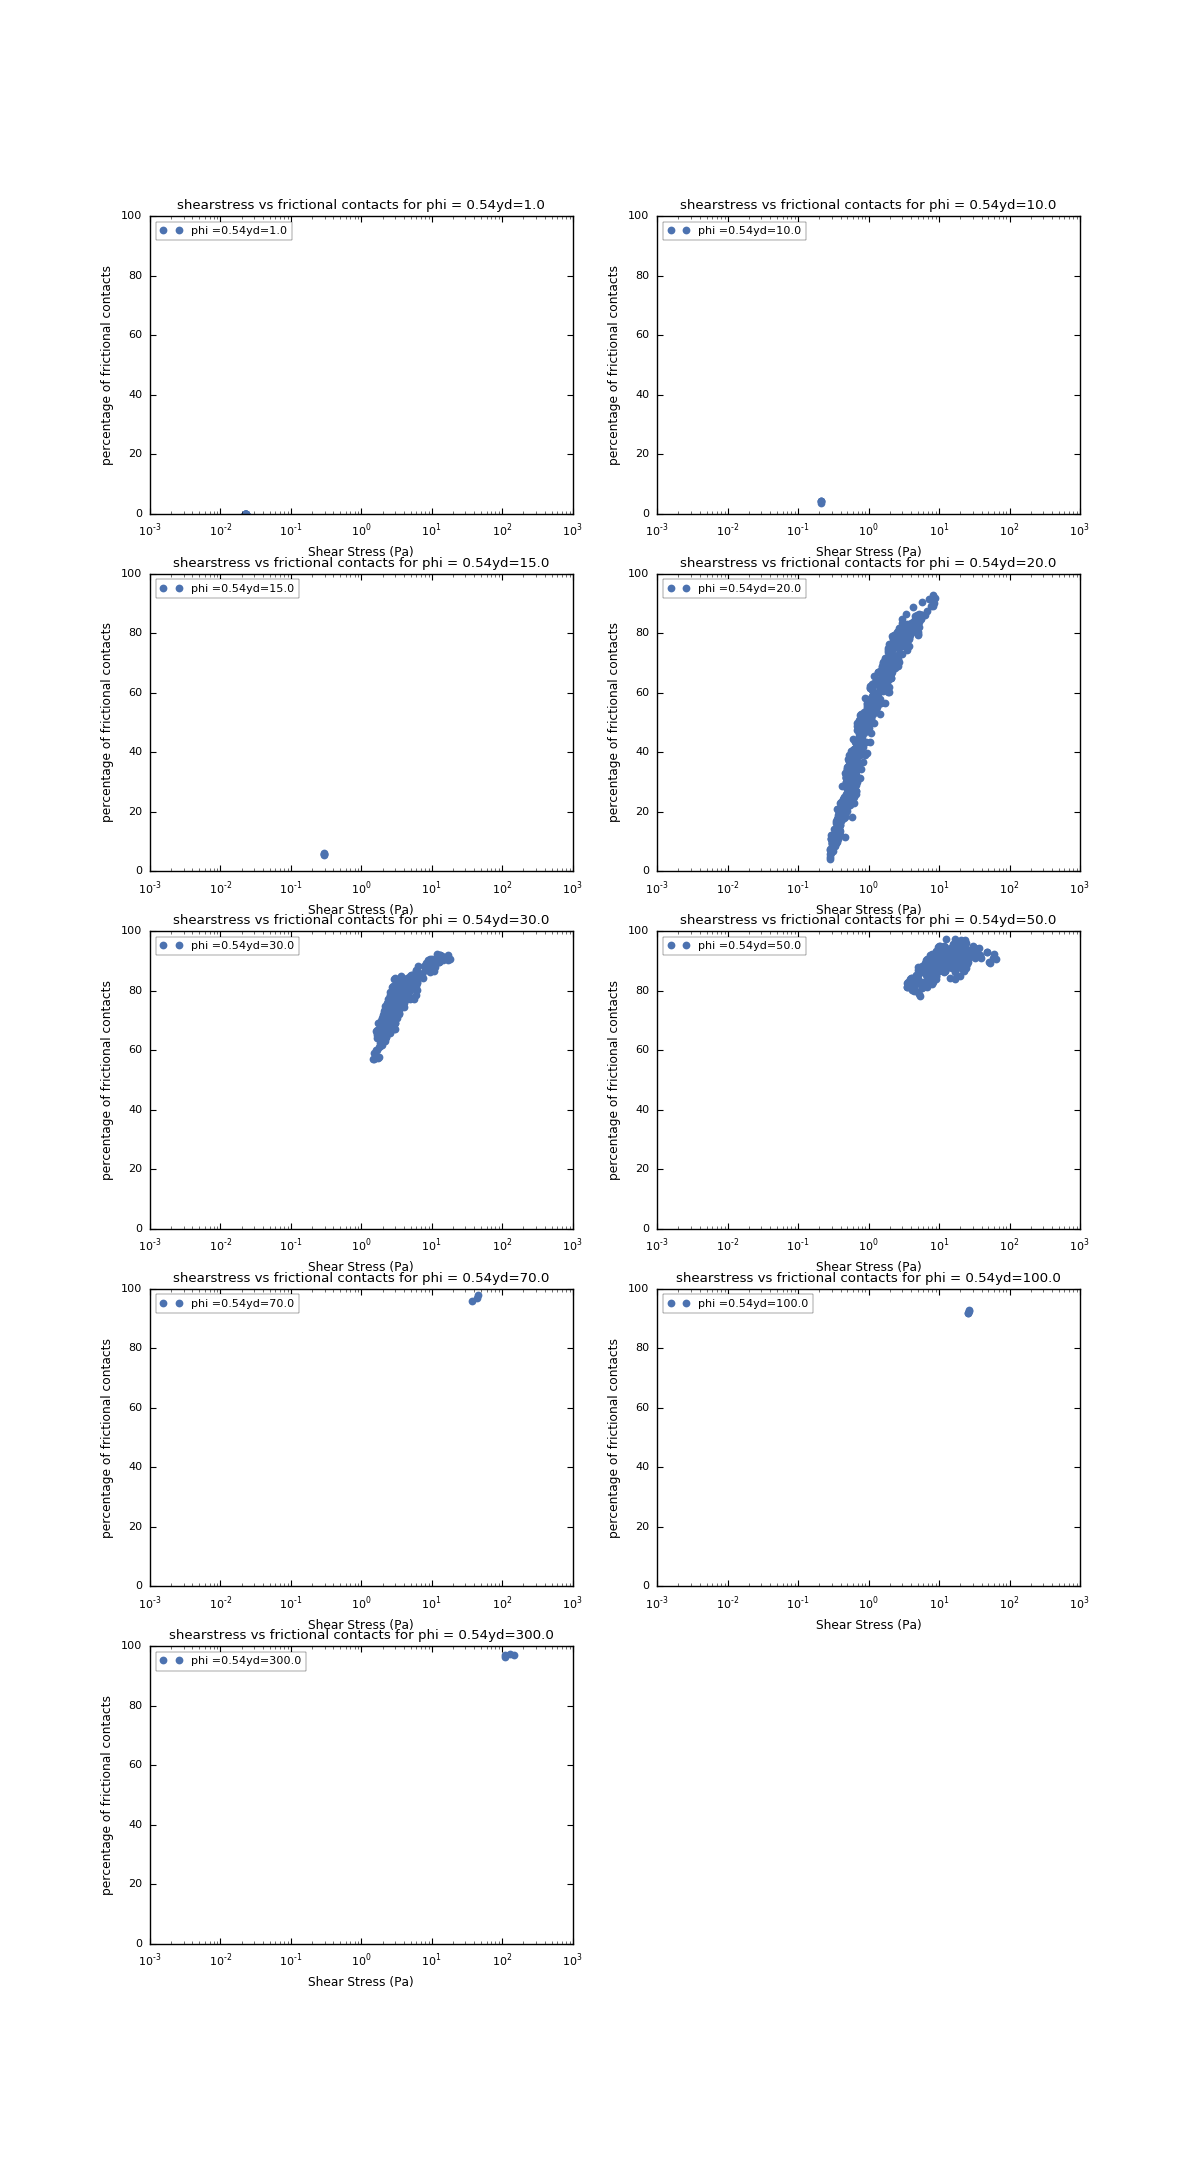 shearstress vs frictional contacts for phi = 0.54yd=1.0
phi =0.54yd=1.0
percentage of frictional contacts
100
80
60
40
20
0
10^-3 10^-2 10^-1 10^0 10^1 10^2 10^3
Shear Stress (Pa)
shearstress vs frictional contacts for phi = 0.54yd=10.0
phi =0.54yd=10.0
percentage of frictional contacts
100
80
60
40
20
0
10^-3 10^-2 10^-1 10^0 10^1 10^2 10^3
Shear Stress (Pa)
shearstress vs frictional contacts for phi = 0.54yd=15.0
phi =0.54yd=15.0
percentage of frictional contacts
100
80
60
40
20
0
10^-3 10^-2 10^-1 10^0 10^1 10^2 10^3
Shear Stress (Pa)
shearstress vs frictional contacts for phi = 0.54yd=20.0
phi =0.54yd=20.0
percentage of frictional contacts
100
80
60
40
20
0
10^-3 10^-2 10^-1 10^0 10^1 10^2 10^3
Shear Stress (Pa)
shearstress vs frictional contacts for phi = 0.54yd=30.0
phi =0.54yd=30.0
percentage of frictional contacts
100
80
60
40
20
0
10^-3 10^-2 10^-1 10^0 10^1 10^2 10^3
Shear Stress (Pa)
shearstress vs frictional contacts for phi = 0.54yd=50.0
phi =0.54yd=50.0
percentage of frictional contacts
100
80
60
40
20
0
10^-3 10^-2 10^-1 10^0 10^1 10^2 10^3
Shear Stress (Pa)
shearstress vs frictional contacts for phi = 0.54yd=70.0
phi =0.54yd=70.0
percentage of frictional contacts
100
80
60
40
20
0
10^-3 10^-2 10^-1 10^0 10^1 10^2 10^3
Shear Stress (Pa)
shearstress vs frictional contacts for phi = 0.54yd=100.0
phi =0.54yd=100.0
percentage of frictional contacts
100
80
60
40
20
0
10^-3 10^-2 10^-1 10^0 10^1 10^2 10^3
Shear Stress (Pa)
shearstress vs frictional contacts for phi = 0.54yd=300.0
phi =0.54yd=300.0
percentage of frictional contacts
100
80
60
40
20
0
10^-3 10^-2 10^-1 10^0 10^1 10^2 10^3
Shear Stress (Pa)